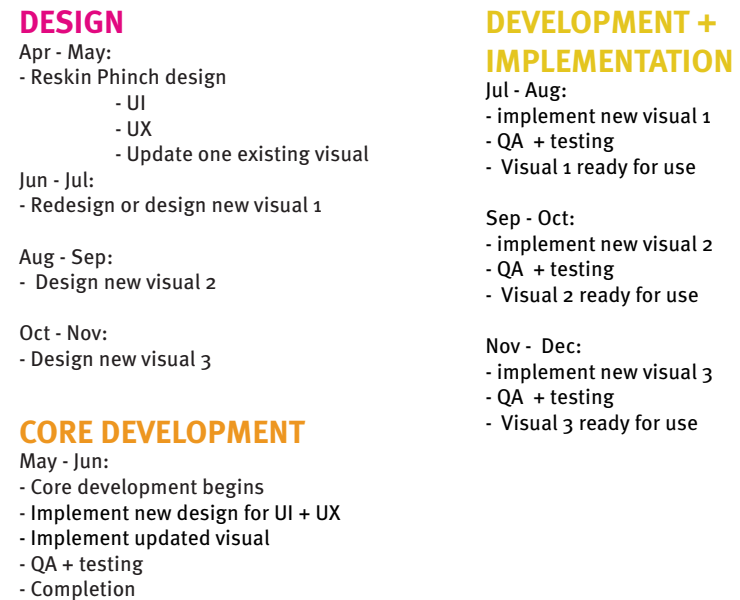 DESIGN
Apr - May:
- Reskin Phinch design
- UI
- UX
- Update one existing visual
Jun - Jul:
- Redesign or design new visual 1
Aug - Sep:
-  Design new visual 2
Oct - Nov:
- Design new visual 3
CORE DEVELOPMENT
May - Jun:
- Core development begins
- Implement new design for UI + UX
- Implement updated visual
- QA + testing
- Completion
DEVELOPMENT +
IMPLEMENTATION
Jul - Aug:
- implement new visual 1
- QA  + testing
-  Visual 1 ready for use
Sep - Oct:
- implement new visual 2
- QA  + testing
-  Visual 2 ready for use
Nov -  Dec:
- implement new visual 3
- QA  + testing
-  Visual 3 ready for use